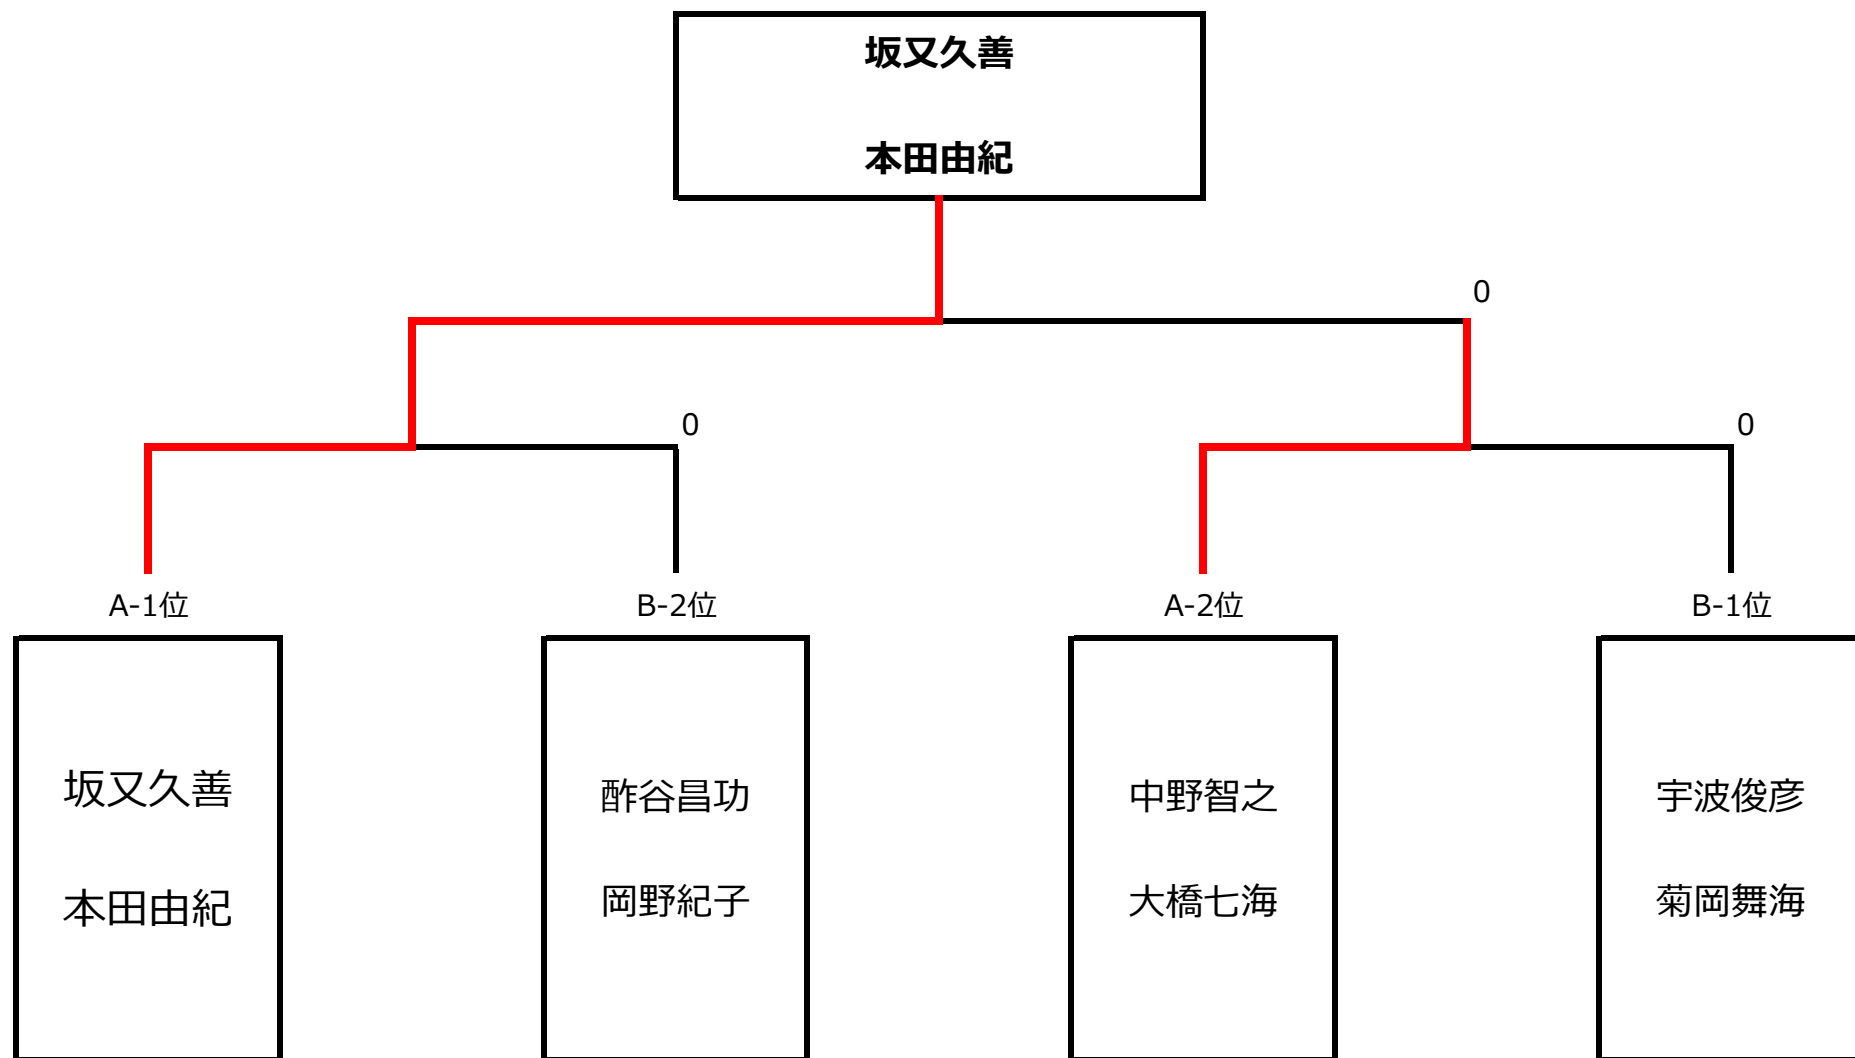 坂又久善
本田由紀
0
0
0
A-1位
B-2位
A-2位
B-1位
坂又久善
本田由紀
酢谷昌功
岡野紀子
中野智之
大橋七海
宇波俊彦
菊岡舞海